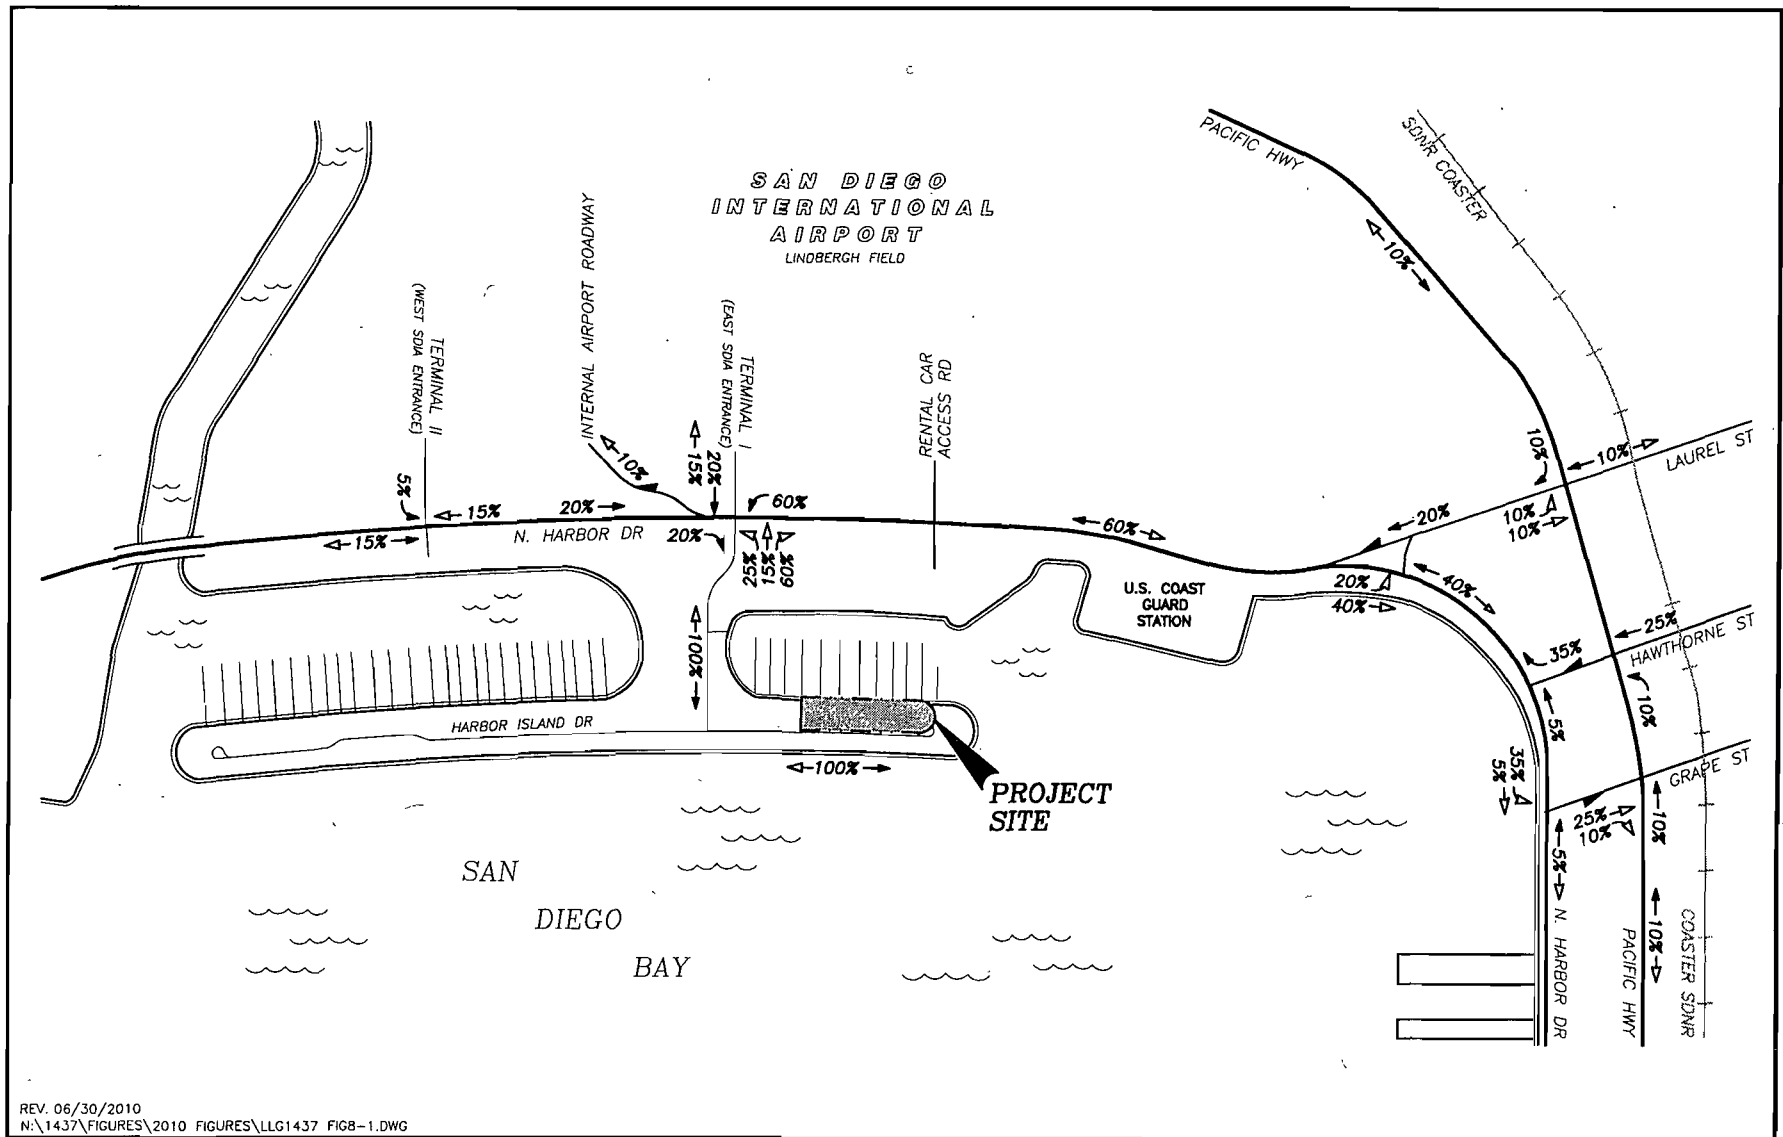 PACIFIC HWY
SDNR COASTER
SAN DIEGO
INTERNATIONAL
AIRPORT
LINDBERGH FIELD
10%
TERMINAL II
(WEST SDIA ENTRANCE)
INTERNAL AIRPORT ROADWAY
TERMINAL I
(EAST SDIA ENTRANCE)
RENTAL CAR
ACCESS RD
10%
10%
LAUREL ST
5%
15%
20%
10%
15%
20%
60%
60%
20%
10%
10%
15%
N. HARBOR DR
20%
25%
15%
60%
U.S. COAST
GUARD
STATION
20%
40%
40%
25%
HAWTHORNE ST
35%
100%
10%
5%
HARBOR ISLAND DR
100%
PROJECT
SITE
35%
5%
GRAPE ST
25%
10%
10%
5%
10%
SAN
DIEGO
BAY
N. HARBOR DR
PACIFIC HWY
COASTER SDNR
REV. 06/30/2010
N:\1437\FIGURES\2010 FIGURES\LLG1437 FIG8-1.DWG